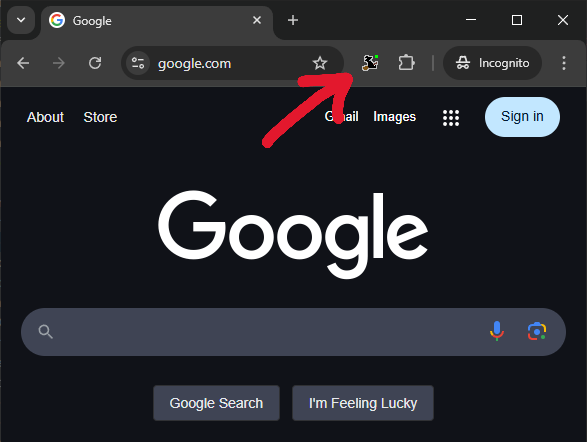 Google
google.com
Incognito
About Store Gmail Images Sign in
Google
Google Search I'm Feeling Lucky